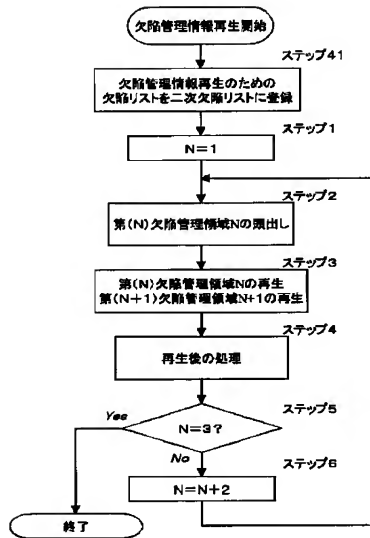 欠陥管理情報再生開始
ステップ41
欠陥管理情報再生のための
欠陥リストを二次欠陥リストに登録
ステップ1
N=1
ステップ2
第(N)欠陥管理領域Nの頭出し
ステップ3
第(N)欠陥管理領域Nの再生
第(N+1)欠陥管理領域N+1の再生
ステップ4
再生後の処理
ステップ5
Yes
N=3?
No
ステップ6
N=N+2
終了